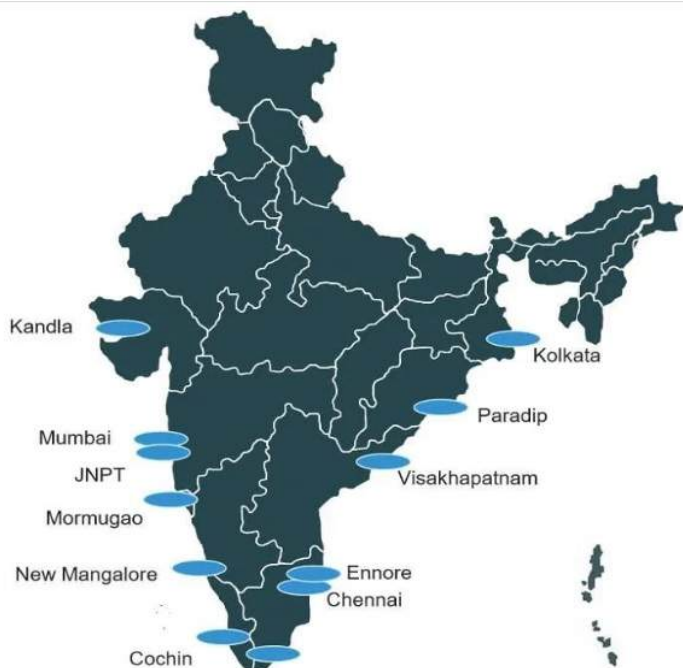 Kandla
Kolkata
Paradip
Mumbai
JNPT
Visakhapatnam
Mormugao
New Mangalore
Ennore
Chennai
Cochin